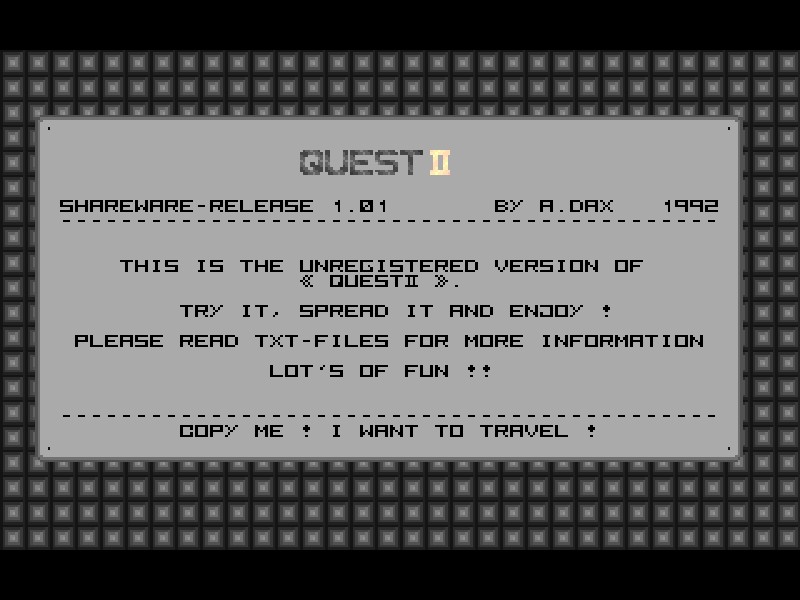 QUEST II
SHAREWARE-RELEASE 1.01 BY A.DAX 1992
------------------------------------------------
THIS IS THE UNREGISTERED VERSION OF
« QUESTII ».
TRY IT, SPREAD IT AND ENJOY !
PLEASE READ TXT-FILES FOR MORE INFORMATION
LOT'S OF FUN !!
------------------------------------------------
COPY ME ! I WANT TO TRAVEL !